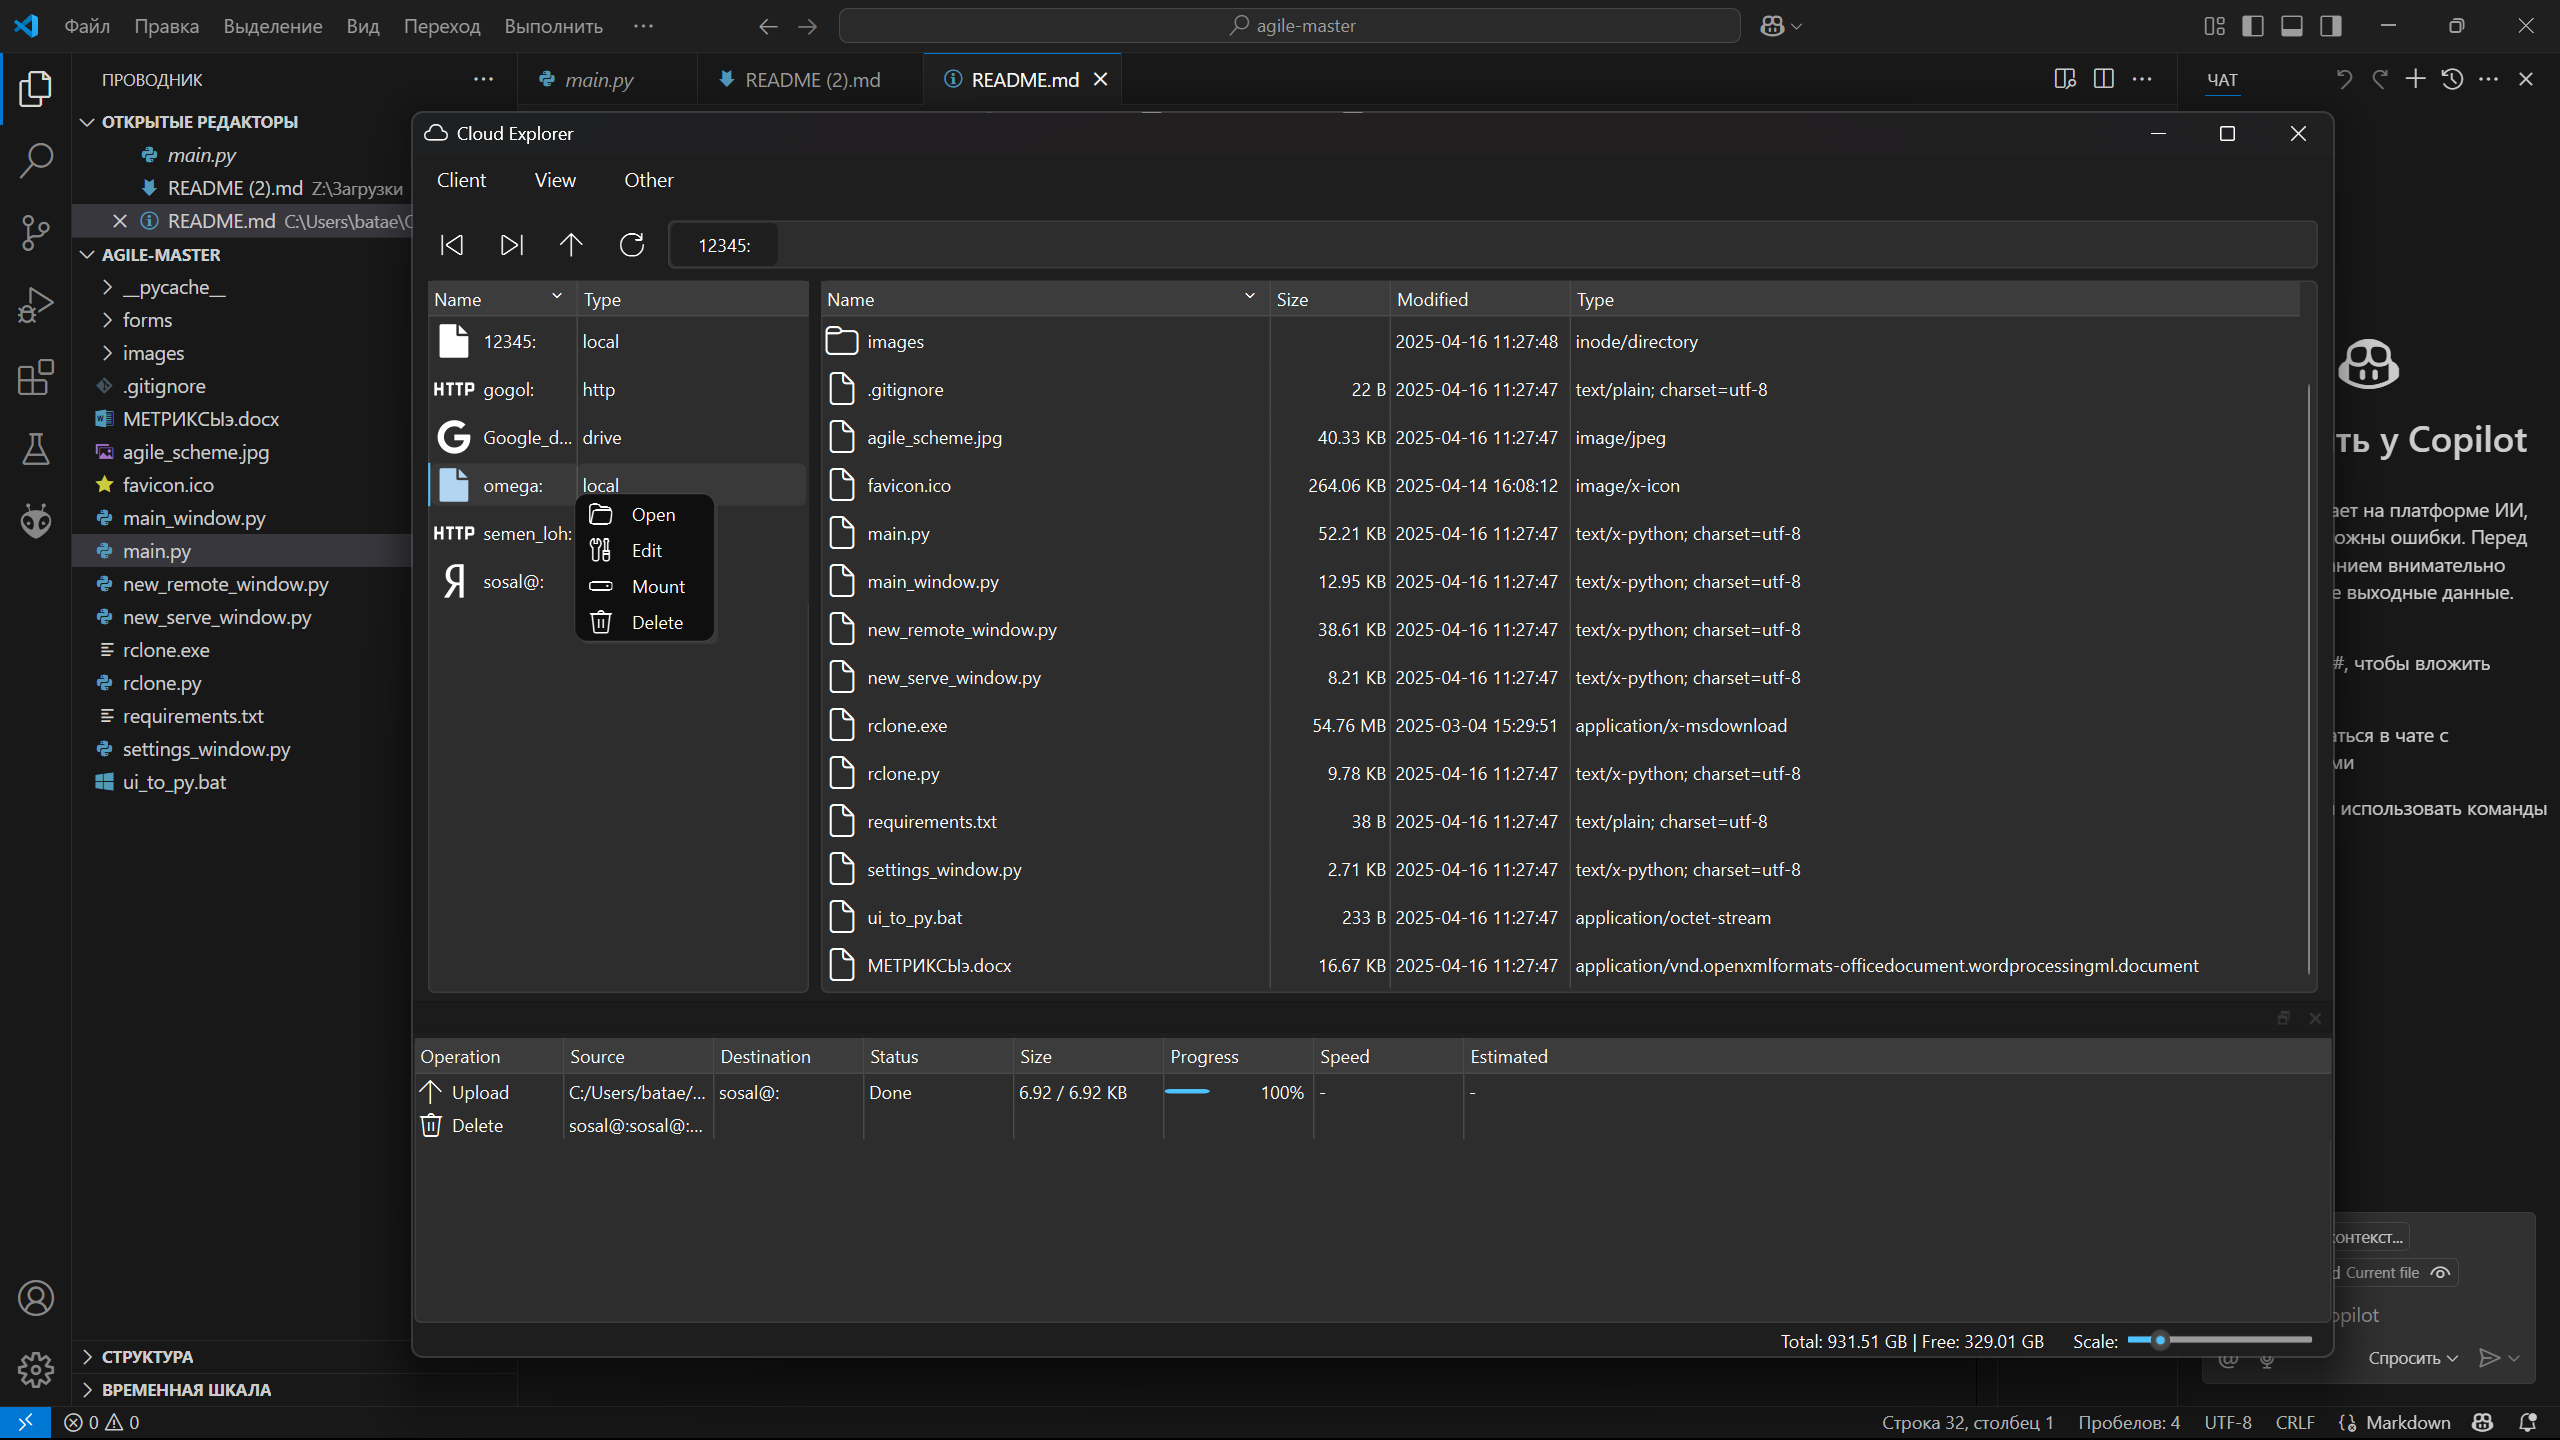 Файл Правка Выделение Вид Переход Выполнить ··· agile-master
ПРОВОДНИК ···
main.py README (2).md README.md
ЧАТ
ОТКРЫТЫЕ РЕДАКТОРЫ
main.py
README (2).md Z:\Загрузки
README.md C:\Users\batae\
AGILE-MASTER
__pycache__
forms
images
.gitignore
МЕТРИКСЫэ.docx
agile_scheme.jpg
favicon.ico
main_window.py
main.py
new_remote_window.py
new_serve_window.py
rclone.exe
rclone.py
requirements.txt
settings_window.py
ui_to_py.bat
СТРУКТУРА
ВРЕМЕННАЯ ШКАЛА
Cloud Explorer
Client View Other
12345:
Name Type
12345: local
gogol: http
Google_d... drive
omega: local
semen_loh:
sosal@:
Open
Edit
Mount
Delete
Name Size Modified Type
images 2025-04-16 11:27:48 inode/directory
.gitignore 22 B 2025-04-16 11:27:47 text/plain; charset=utf-8
agile_scheme.jpg 40.33 KB 2025-04-16 11:27:47 image/jpeg
favicon.ico 264.06 KB 2025-04-14 16:08:12 image/x-icon
main.py 52.21 KB 2025-04-16 11:27:47 text/x-python; charset=utf-8
main_window.py 12.95 KB 2025-04-16 11:27:47 text/x-python; charset=utf-8
new_remote_window.py 38.61 KB 2025-04-16 11:27:47 text/x-python; charset=utf-8
new_serve_window.py 8.21 KB 2025-04-16 11:27:47 text/x-python; charset=utf-8
rclone.exe 54.76 MB 2025-03-04 15:29:51 application/x-msdownload
rclone.py 9.78 KB 2025-04-16 11:27:47 text/x-python; charset=utf-8
requirements.txt 38 B 2025-04-16 11:27:47 text/plain; charset=utf-8
settings_window.py 2.71 KB 2025-04-16 11:27:47 text/x-python; charset=utf-8
ui_to_py.bat 233 B 2025-04-16 11:27:47 application/octet-stream
МЕТРИКСЫэ.docx 16.67 KB 2025-04-16 11:27:47 application/vnd.openxmlformats-officedocument.wordprocessingml.document
Operation Source Destination Status Size Progress Speed Estimated
Upload C:/Users/batae/... sosal@: Done 6.92 / 6.92 KB 100% - -
Delete sosal@:sosal@:...
Total: 931.51 GB | Free: 329.01 GB Scale:
ть у Copilot
ает на платформе ИИ,
ожны ошибки. Перед
нием внимательно
е выходные данные.
#, чтобы вложить
ться в чате с
ми
использовать команды
онтекст...
Current file
opilot
Спросить
0 0
Строка 32, столбец 1 Пробелов: 4 UTF-8 CRLF Markdown